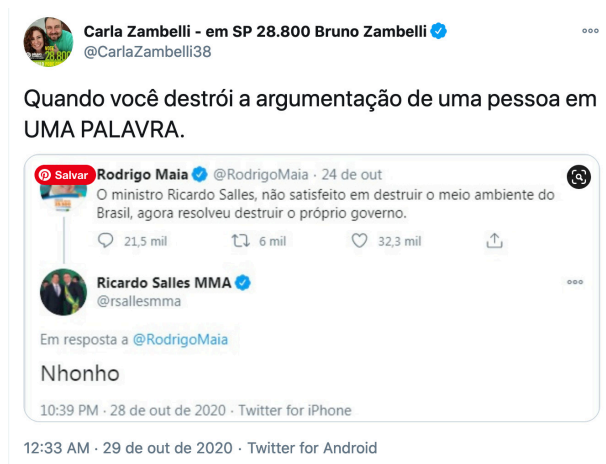 Carla Zambelli - em SP 28.800 Bruno Zambelli
@CarlaZambelli38
Quando você destrói a argumentação de uma pessoa em
UMA PALAVRA.
Salvar
Rodrigo Maia @RodrigoMaia · 24 de out
O ministro Ricardo Salles, não satisfeito em destruir o meio ambiente do
Brasil, agora resolveu destruir o próprio governo.
21,5 mil 6 mil 32,3 mil
Ricardo Salles MMA
@rsallesmma
Em resposta a @RodrigoMaia
Nhonho
10:39 PM · 28 de out de 2020 · Twitter for iPhone
12:33 AM · 29 de out de 2020 · Twitter for Android